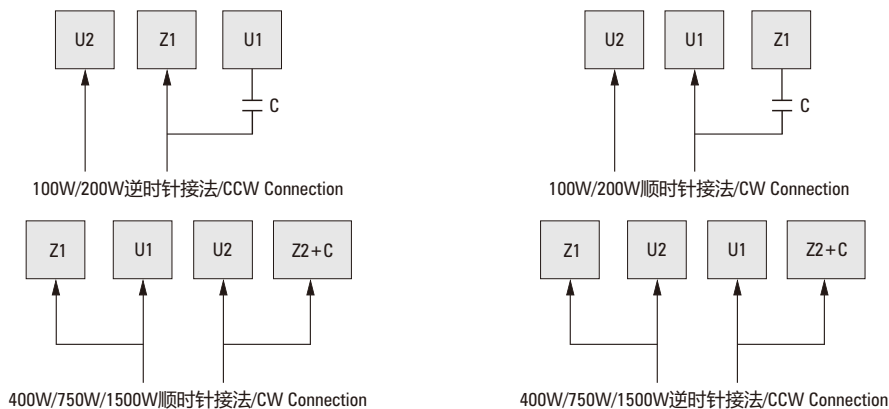 U2 Z1 U1
C
100W/200W逆时针接法/CCW Connection
U2 U1 Z1
C
100W/200W顺时针接法/CW Connection
Z1 U1 U2 Z2+C
400W/750W/1500W顺时针接法/CW Connection
Z1 U2 U1 Z2+C
400W/750W/1500W逆时针接法/CCW Connection